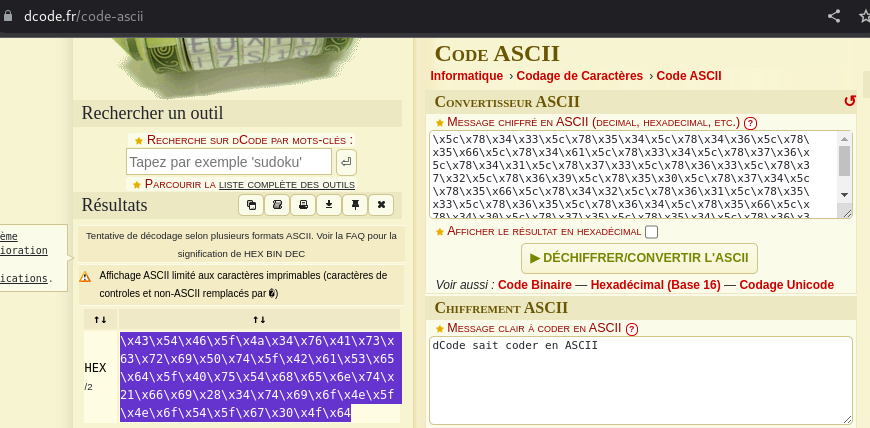 dcode.fr/code-ascii
Rechercher un outil
★ Recherche sur dCode par mots-clés :
Tapez par exemple 'sudoku'
★ Parcourir la liste complète des outils
Résultats
Tentative de décodage selon plusieurs formats ASCII. Voir la FAQ pour la
signification de HEX BIN DEC
Affichage ASCII limité aux caractères imprimables (caractères de
controles et non-ASCII remplacés par �)
↑↓ ↑↓
HEX
/2
\x43\x54\x46\x5f\x4a\x34\x76\x41\x73\x
63\x72\x69\x50\x74\x5f\x42\x61\x53\x65
\x64\x5f\x40\x75\x54\x68\x65\x6e\x74\x
21\x66\x69\x28\x34\x74\x69\x6f\x4e\x5f
\x4e\x6f\x54\x5f\x67\x30\x4f\x64
ème
ioration
ications.
Code ASCII
Informatique › Codage de Caractères › Code ASCII
Convertisseur ASCII
↺
★ Message chiffré en ASCII (decimal, hexadecimal, etc.) ?
\x5c\x78\x34\x33\x5c\x78\x35\x34\x5c\x78\x34\x36\x5c\x78\
x35\x66\x5c\x78\x34\x61\x5c\x78\x33\x34\x5c\x78\x37\x36\x
5c\x78\x34\x31\x5c\x78\x37\x33\x5c\x78\x36\x33\x5c\x78\x3
7\x32\x5c\x78\x36\x39\x5c\x78\x35\x30\x5c\x78\x37\x34\x5c
\x78\x35\x66\x5c\x78\x34\x32\x5c\x78\x36\x31\x5c\x78\x35\
x33\x5c\x78\x36\x35\x5c\x78\x36\x34\x5c\x78\x35\x66\x5c\x
78\x34\x30\x5c\x78\x37\x35\x5c\x78\x35\x34\x5c\x78\x36\x3
★ Afficher le résultat en hexadécimal
▶ DÉCHIFFRER/CONVERTIR L'ASCII
Voir aussi : Code Binaire — Hexadécimal (Base 16) — Codage Unicode
Chiffrement ASCII
★ Message clair à coder en ASCII ?
dCode sait coder en ASCII